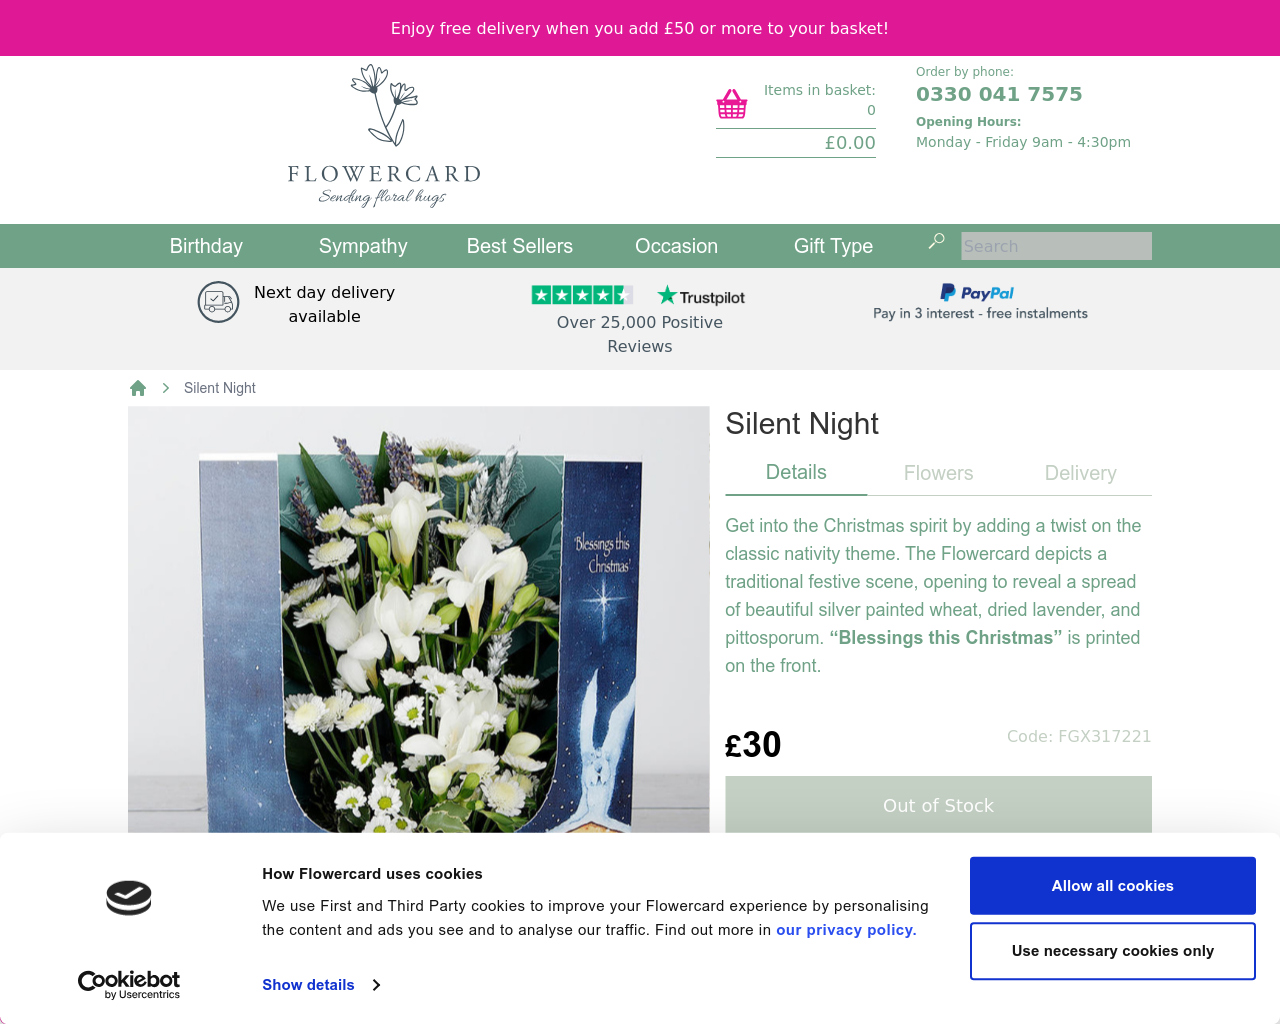 Enjoy free delivery when you add £50 or more to your basket!
FLOWERCARD
Sending floral hugs
Items in basket:
0
£0.00
Order by phone:
0330 041 7575
Opening Hours:
Monday - Friday 9am - 4:30pm
Birthday
Sympathy
Best Sellers
Occasion
Gift Type
Search
Next day delivery
available
Trustpilot
Over 25,000 Positive
Reviews
PayPal
Pay in 3 interest - free instalments
Silent Night
'Blessings this
Christmas'
Silent Night
Details
Flowers
Delivery
Get into the Christmas spirit by adding a twist on the
classic nativity theme. The Flowercard depicts a
traditional festive scene, opening to reveal a spread
of beautiful silver painted wheat, dried lavender, and
pittosporum. “Blessings this Christmas” is printed
on the front.
£30
Code: FGX317221
Out of Stock
Cookiebot
by Usercentrics
How Flowercard uses cookies
We use First and Third Party cookies to improve your Flowercard experience by personalising
the content and ads you see and to analyse our traffic. Find out more in our privacy policy.
Show details
Allow all cookies
Use necessary cookies only